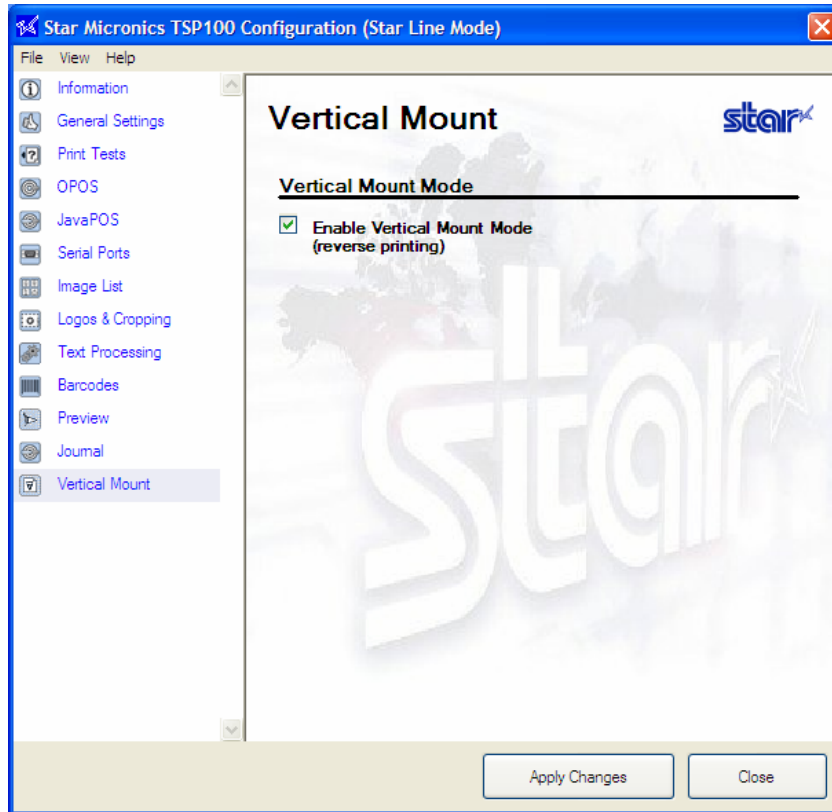 Star Micronics TSP100 Configuration (Star Line Mode)
File View Help
Information
General Settings
Print Tests
OPOS
JavaPOS
Serial Ports
Image List
Logos & Cropping
Text Processing
Barcodes
Preview
Journal
Vertical Mount
Vertical Mount
star
Vertical Mount Mode
Enable Vertical Mount Mode
(reverse printing)
star
Apply Changes
Close